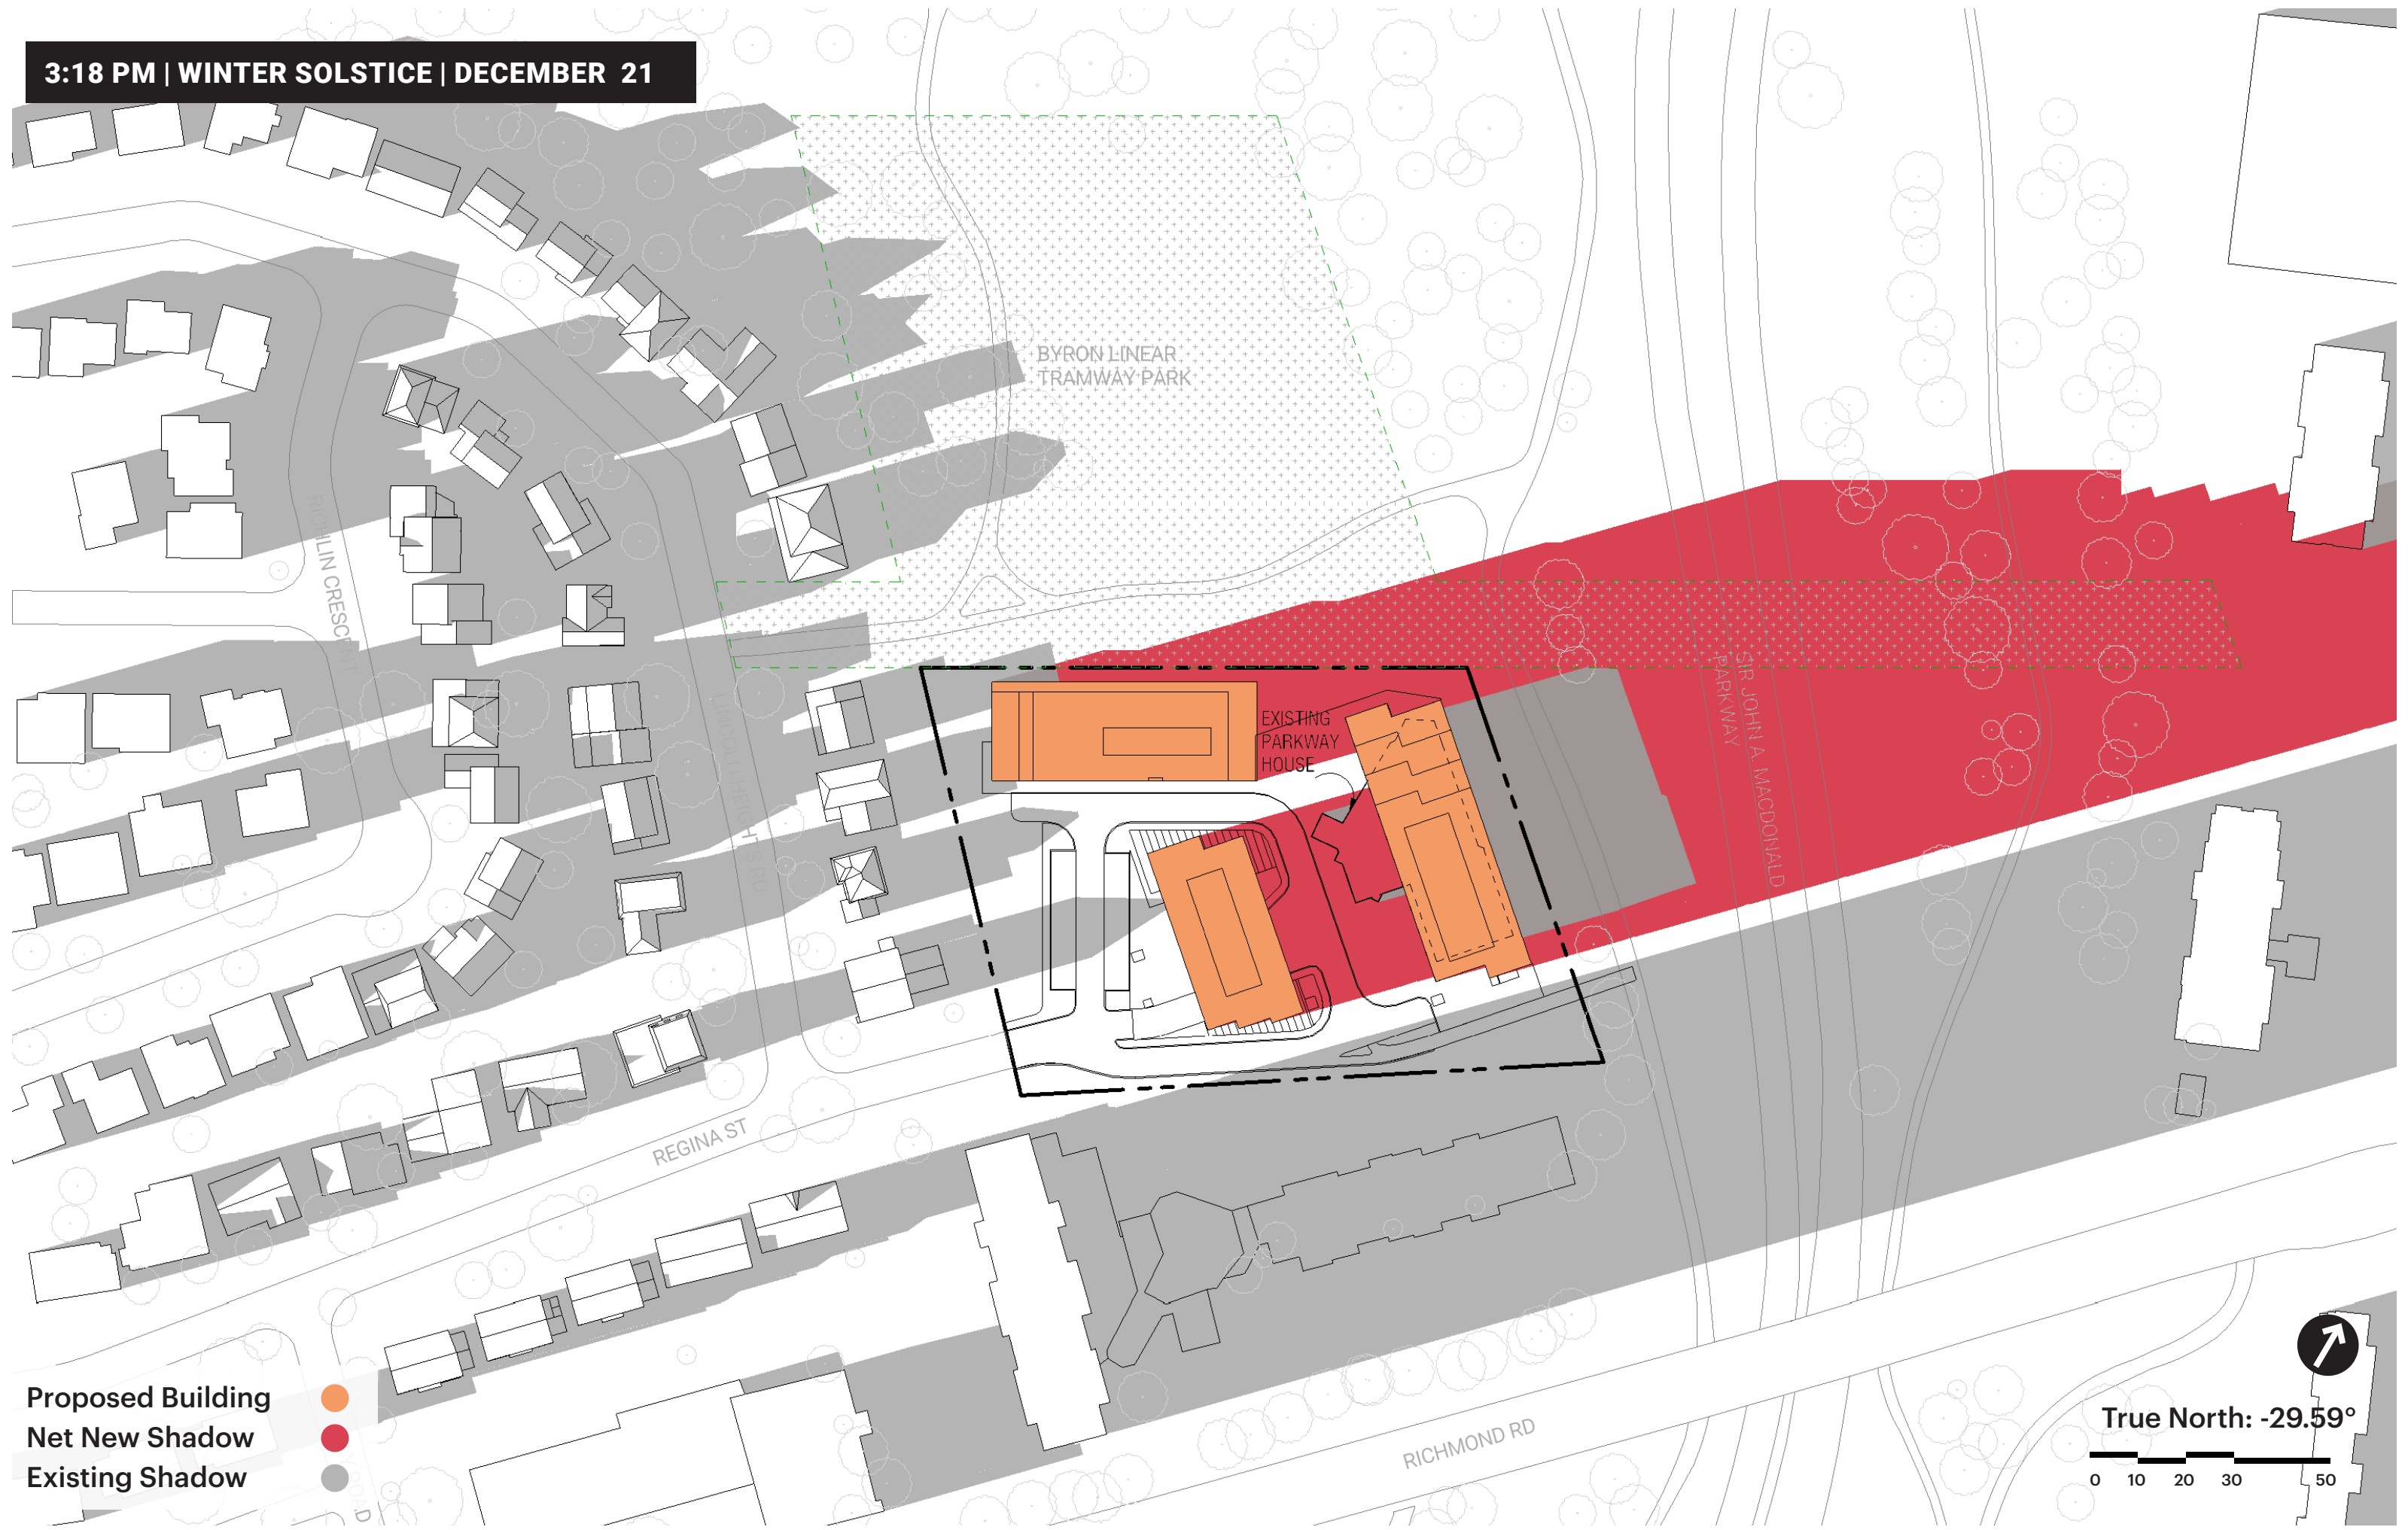 3:18 PM | WINTER SOLSTICE | DECEMBER 21
BYRON LINEAR
TRAMWAY PARK
RICHLIN CRESCENT
LINCOLN HEIGHTS RD
SIR JOHN A. MACDONALD
PARKWAY
EXISTING
PARKWAY
HOUSE
REGINA ST
RICHMOND RD
Proposed Building
Net New Shadow
Existing Shadow
True North: -29.59°
0 10 20 30 50